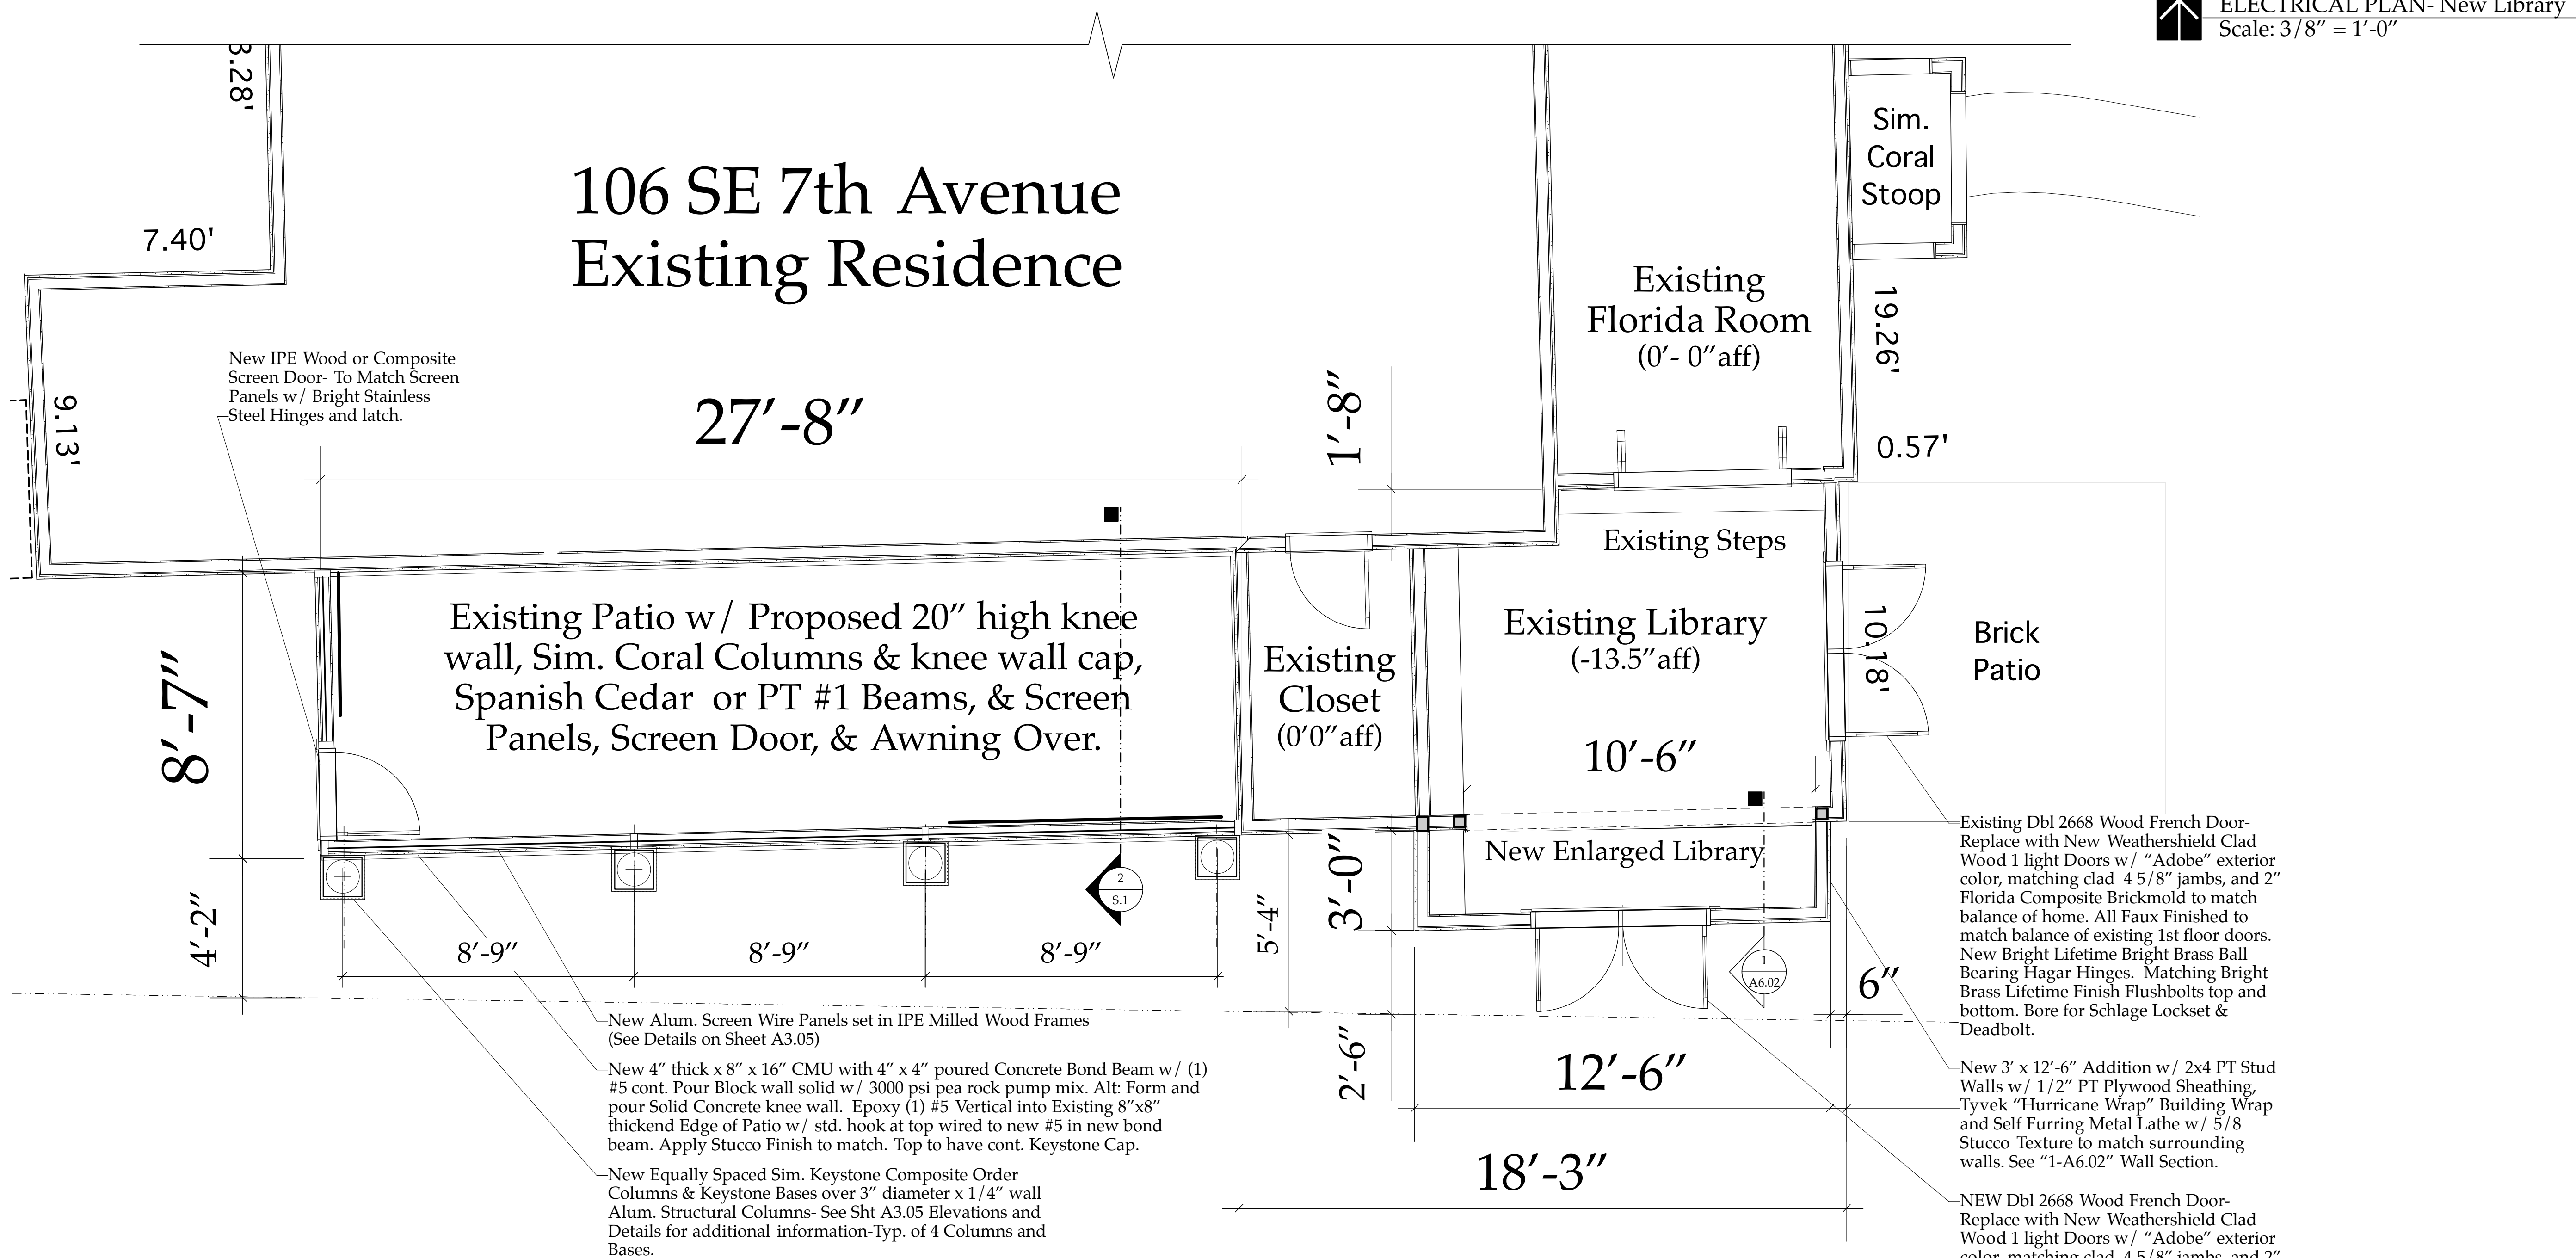 ELECTRICAL PLAN- New Library
Scale: 3/8” = 1’-0”
3.28'
106 SE 7th Avenue
Existing Residence
7.40'
Sim.
Coral
Stoop
Existing
Florida Room
(0’- 0”aff)
19.26'
0.57'
New IPE Wood or Composite
Screen Door- To Match Screen
Panels w/ Bright Stainless
Steel Hinges and latch.
9.13'
27’-8”
1’-8”
Existing Steps
Existing Patio w/ Proposed 20” high knee
wall, Sim. Coral Columns & knee wall cap,
Spanish Cedar or PT #1 Beams, & Screen
Panels, Screen Door, & Awning Over.
8’-7”
Existing
Closet
(0’0”aff)
Existing Library
(-13.5”aff)
10’-6”
10.18'
Brick
Patio
New Enlarged Library
2
S.1
4’-2”
8’-9”
8’-9”
8’-9”
5’-4”
3’-0”
1
A6.02
6”
2’-6”
12’-6”
18’-3”
New Alum. Screen Wire Panels set in IPE Milled Wood Frames
(See Details on Sheet A3.05)
New 4” thick x 8” x 16” CMU with 4” x 4” poured Concrete Bond Beam w/ (1)
#5 cont. Pour Block wall solid w/ 3000 psi pea rock pump mix. Alt: Form and
pour Solid Concrete knee wall. Epoxy (1) #5 Vertical into Existing 8”x8”
thickend Edge of Patio w/ std. hook at top wired to new #5 in new bond
beam. Apply Stucco Finish to match. Top to have cont. Keystone Cap.
New Equally Spaced Sim. Keystone Composite Order
Columns & Keystone Bases over 3” diameter x 1/4” wall
Alum. Structural Columns- See Sht A3.05 Elevations and
Details for additional information-Typ. of 4 Columns and
Bases.
Existing Dbl 2668 Wood French Door-
Replace with New Weathershield Clad
Wood 1 light Doors w/ “Adobe” exterior
color, matching clad 4 5/8” jambs, and 2”
Florida Composite Brickmold to match
balance of home. All Faux Finished to
match balance of existing 1st floor doors.
New Bright Lifetime Bright Brass Ball
Bearing Hagar Hinges. Matching Bright
Brass Lifetime Finish Flushbolts top and
bottom. Bore for Schlage Lockset &
Deadbolt.
New 3’ x 12’-6” Addition w/ 2x4 PT Stud
Walls w/ 1/2” PT Plywood Sheathing,
Tyvek “Hurricane Wrap” Building Wrap
and Self Furring Metal Lathe w/ 5/8
Stucco Texture to match surrounding
walls. See “1-A6.02” Wall Section.
NEW Dbl 2668 Wood French Door-
Replace with New Weathershield Clad
Wood 1 light Doors w/ “Adobe” exterior
color, matching clad 4 5/8” jambs, and 2”